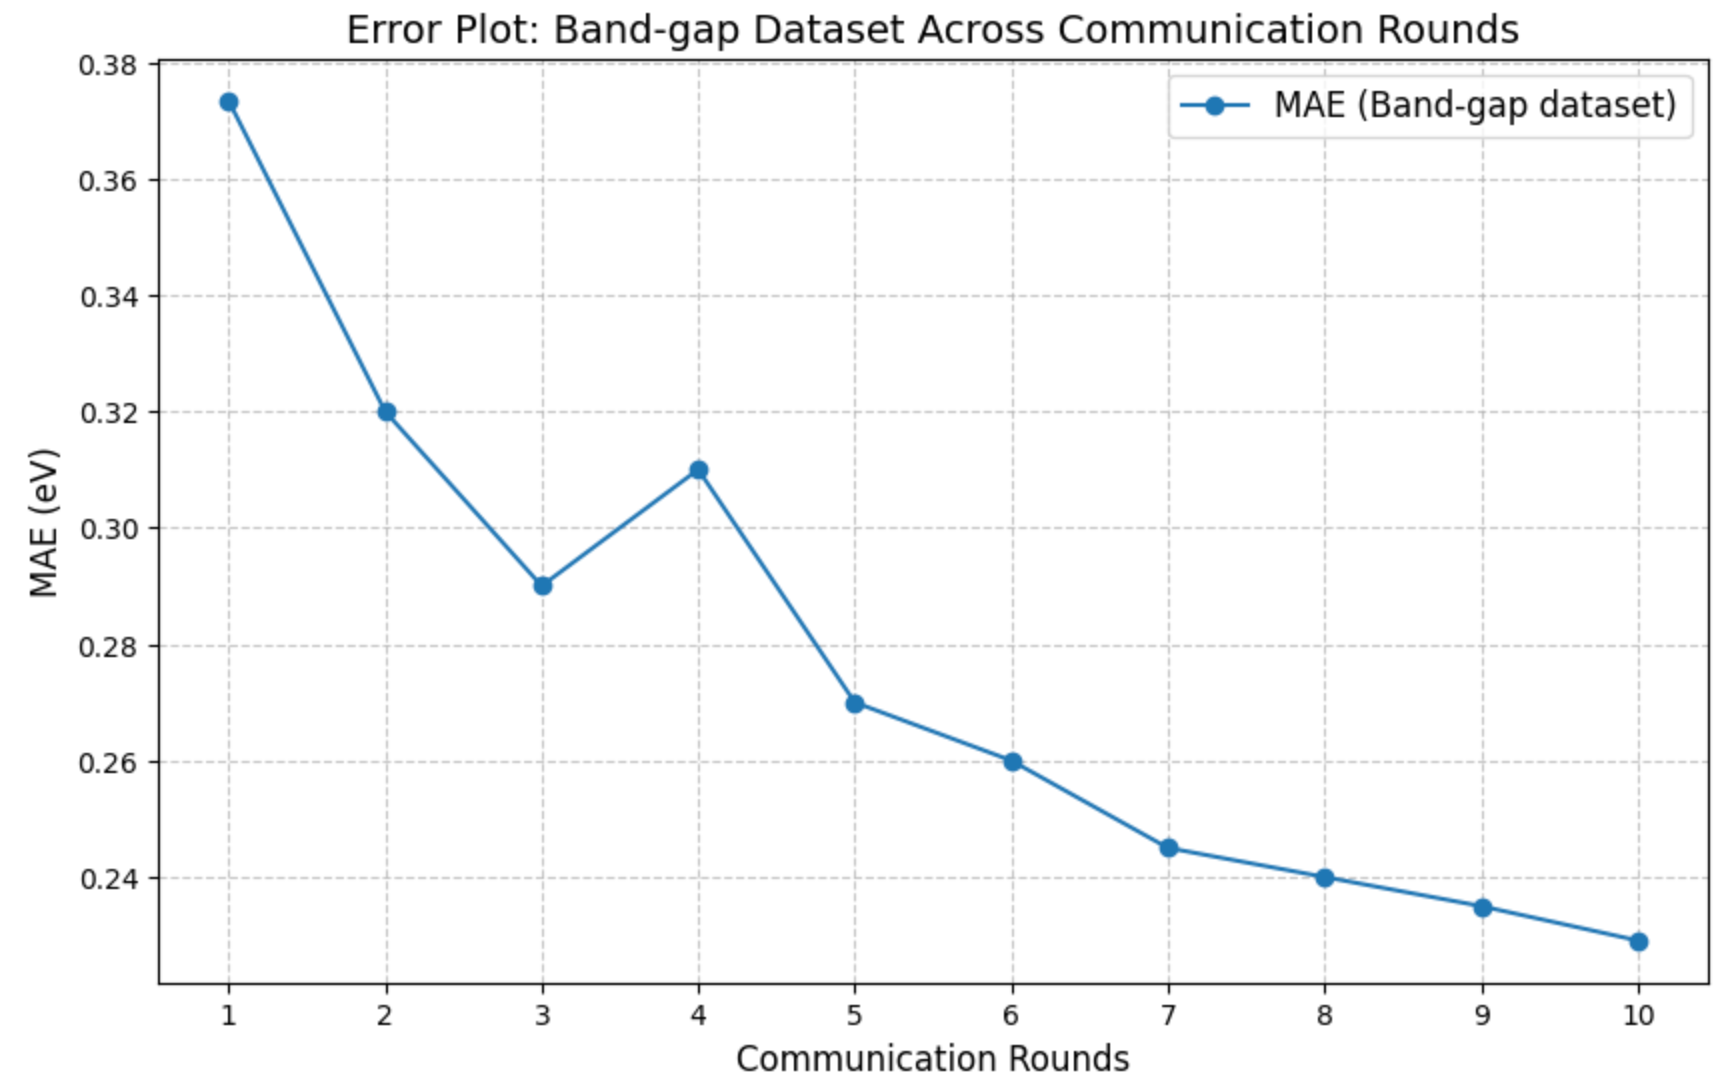 Error Plot: Band-gap Dataset Across Communication Rounds
MAE (Band-gap dataset)
MAE (eV)
0.38
0.36
0.34
0.32
0.30
0.28
0.26
0.24
1 2 3 4 5 6 7 8 9 10
Communication Rounds